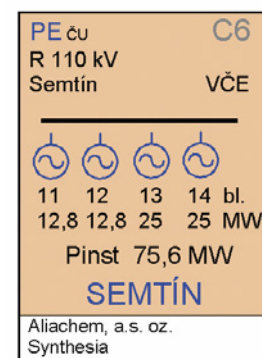 PE ČU C6
R 110 kV
Semtín VČE
11 12 13 14 bl.
12,8 12,8 25 25 MW
Pinst 75,6 MW
SEMTÍN
Aliachem, a.s. oz.
Synthesia